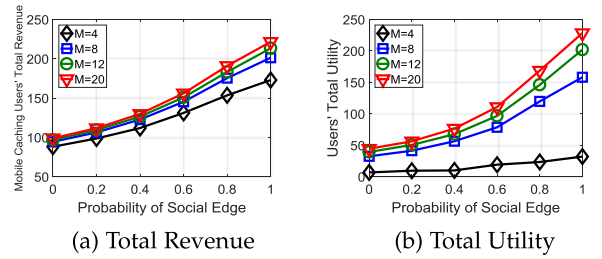 Mobile Caching Users' Total Revenue
250
200
150
100
50
M=4
M=8
M=12
M=20
0 0.2 0.4 0.6 0.8 1
Probability of Social Edge
(a) Total Revenue
Users' Total Utility
250
200
150
100
50
0
M=4
M=8
M=12
M=20
0 0.2 0.4 0.6 0.8 1
Probability of Social Edge
(b) Total Utility